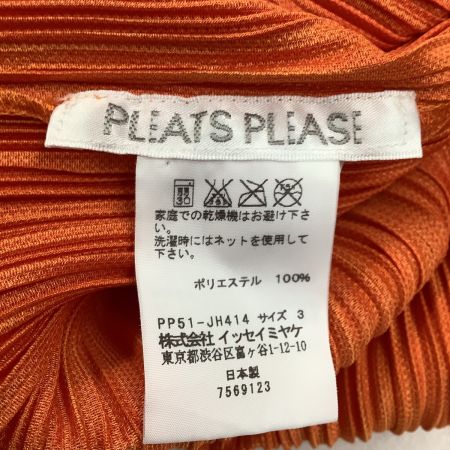 PLEATS PLEASE
家庭での乾燥機はお避け下さ
い。
洗濯時にはネットを使用して
下さい。
ポリエステル 100%
PP51-JH414 サイズ 3
株式会社 イッセイミヤケ
東京都渋谷区富ヶ谷1-12-10
日本製
7569123